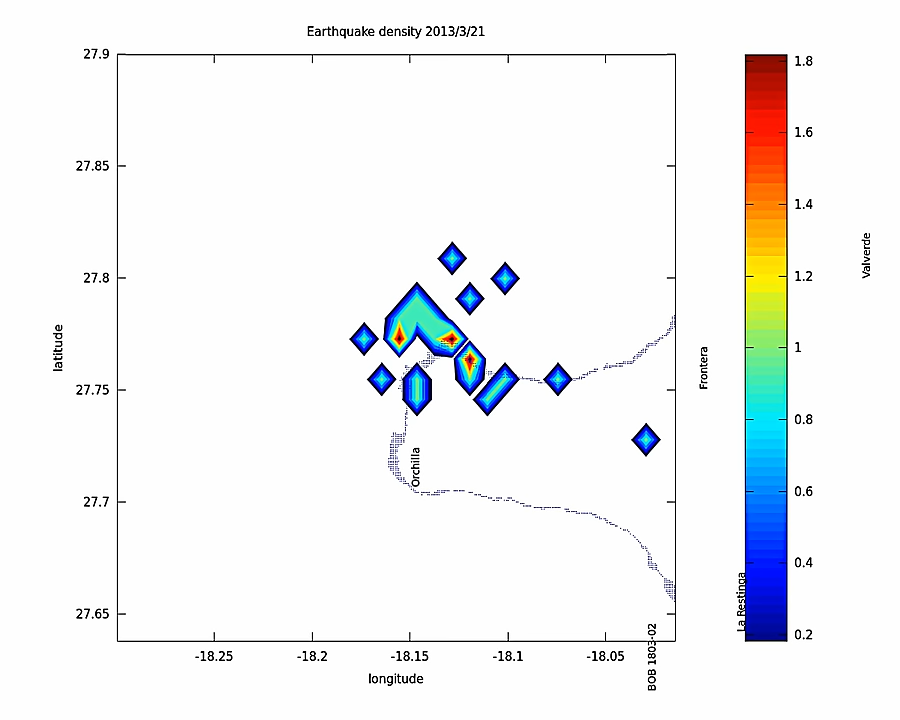 Earthquake density 2013/3/21
27.9
27.85
27.8
27.75
27.7
27.65
latitude
-18.25
-18.2
-18.15
-18.1
-18.05
longitude
Orchilla
Frontera
La Restinga
BOB 1803-02
Valverde
1.8
1.6
1.4
1.2
1
0.8
0.6
0.4
0.2